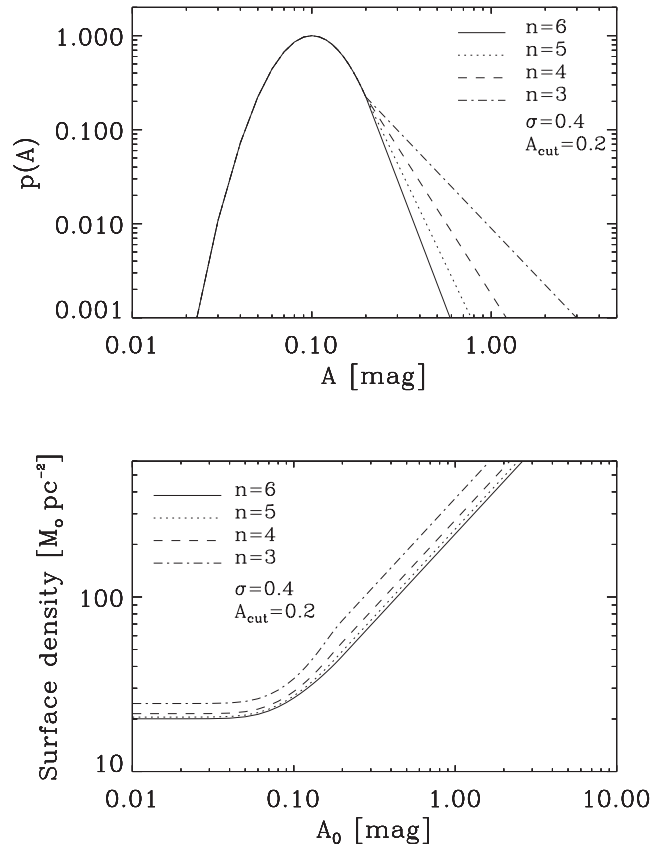 1.000
0.100
0.010
0.001
p(A)
n=6
n=5
n=4
n=3
σ=0.4
A_cut=0.2
0.01 0.10 1.00
A [mag]
100
10
Surface density [M_o pc^-2]
n=6
n=5
n=4
n=3
σ=0.4
A_cut=0.2
0.01 0.10 1.00 10.00
A_0 [mag]